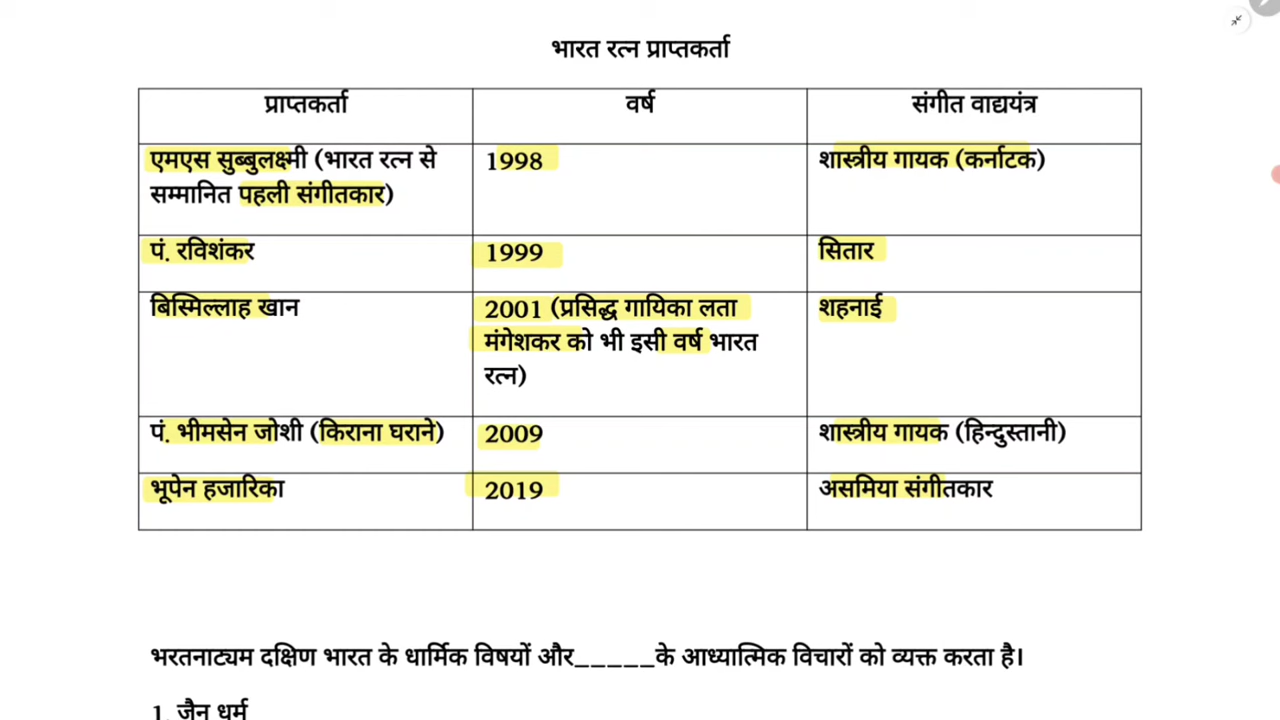 भारत रत्न प्राप्तकर्ता
प्राप्तकर्ता वर्ष संगीत वाद्ययंत्र
एमएस सुब्बुलक्ष्मी (भारत रत्न से
सम्मानित पहली संगीतकार)
1998
शास्त्रीय गायक (कर्नाटक)
पं. रविशंकर
1999
सितार
बिस्मिल्लाह खान
2001 (प्रसिद्ध गायिका लता
मंगेशकर को भी इसी वर्ष भारत
रत्न)
शहनाई
पं. भीमसेन जोशी (किराना घराने)
2009
शास्त्रीय गायक (हिन्दुस्तानी)
भूपेन हजारिका
2019
असमिया संगीतकार
भरतनाट्यम दक्षिण भारत के धार्मिक विषयों और_____के आध्यात्मिक विचारों को व्यक्त करता है।
1. जैन धर्म